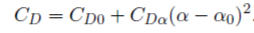 C_D = C_{D0} + C_{Dα}(α − α_0)^2.